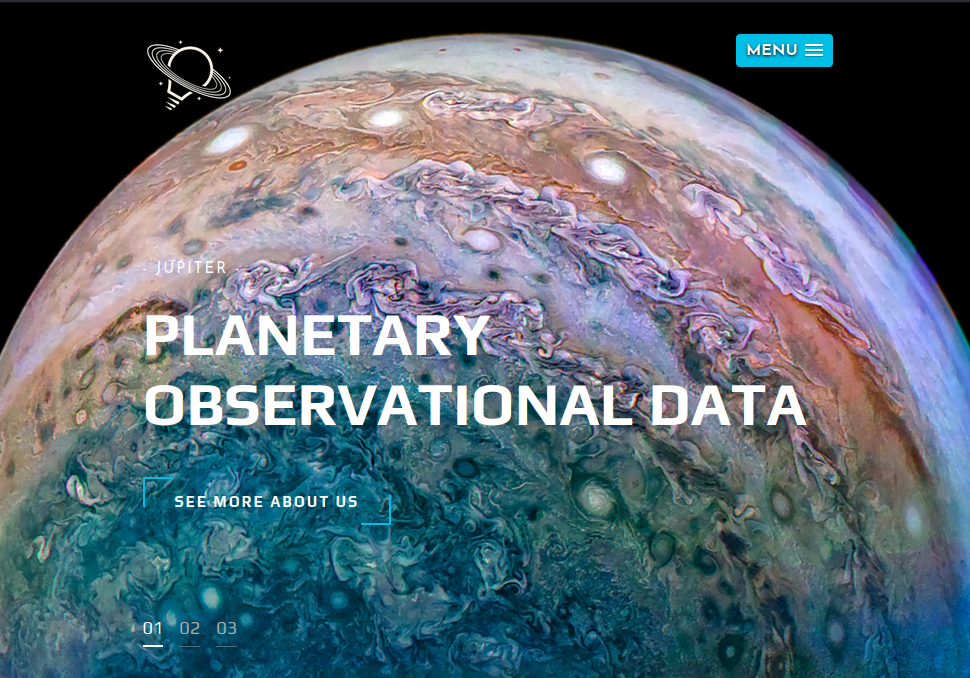 MENU
- JUPITER -
PLANETARY
OBSERVATIONAL DATA
SEE MORE ABOUT US
01 02 03